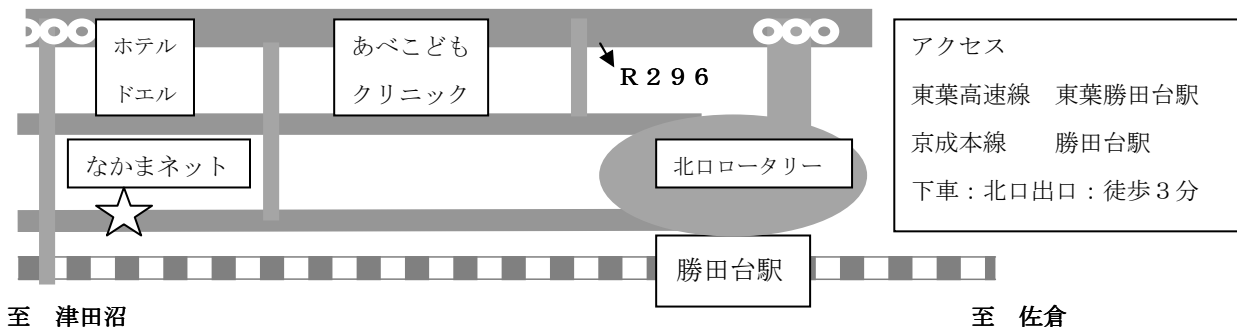 ホテル
ドエル
あべこども
クリニック
R296
なかまネット
北口ロータリー
勝田台駅
至　津田沼
至　佐倉
アクセス
東葉高速線　東葉勝田台駅
京成本線　　勝田台駅
下車：北口出口：徒歩３分